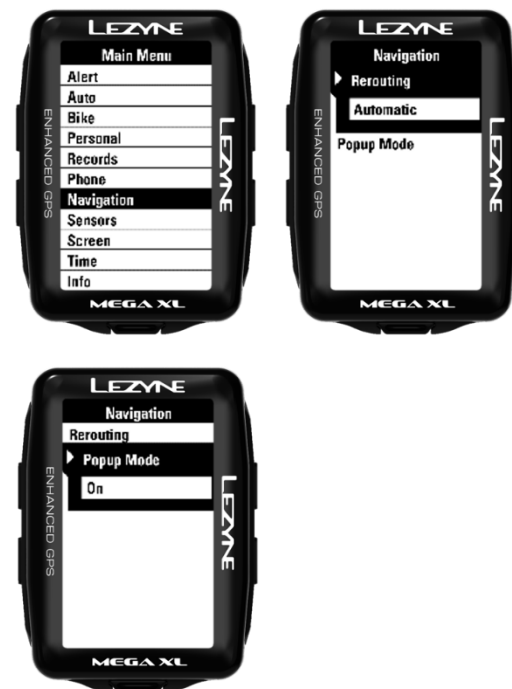 LEZYNE
Main Menu
Alert
Auto
Bike
Personal
Records
Phone
Navigation
Sensors
Screen
Time
Info
ENHANCED GPS
LEZYNE
MEGA XL
LEZYNE
Navigation
Rerouting
Automatic
Popup Mode
ENHANCED GPS
LEZYNE
MEGA XL
LEZYNE
Navigation
Rerouting
Popup Mode
On
ENHANCED GPS
LEZYNE
MEGA XL